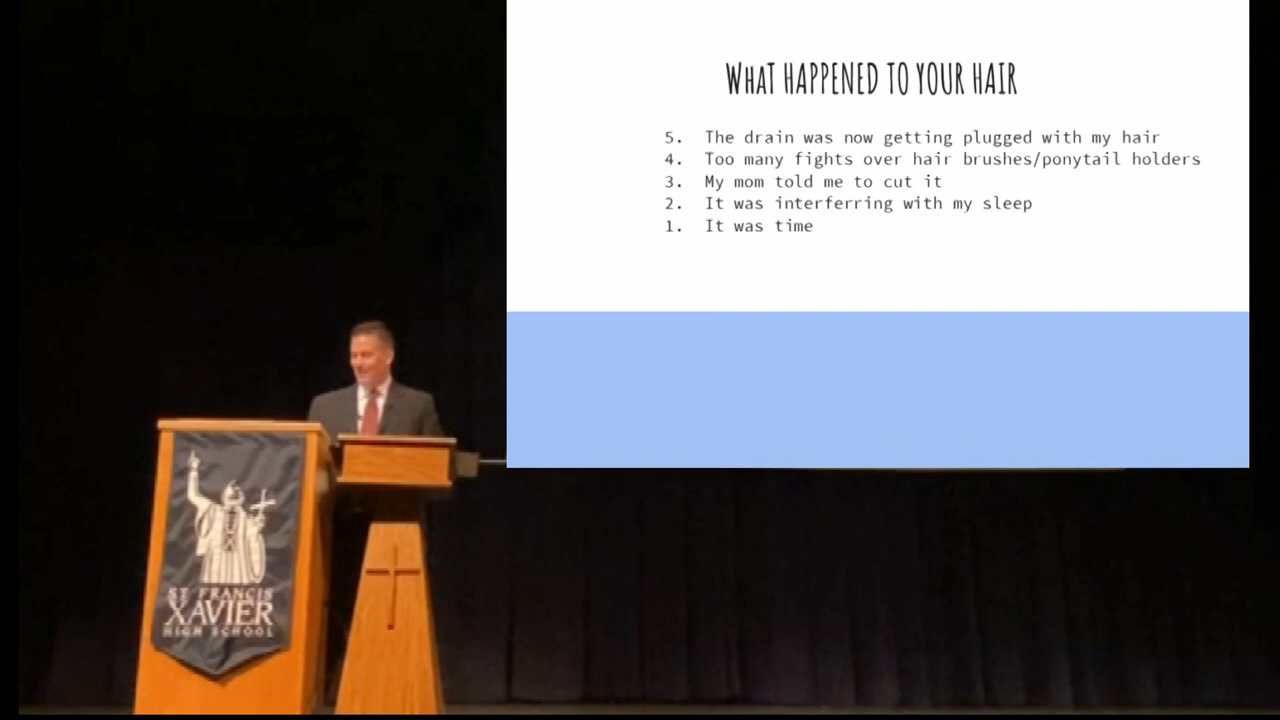 WHAT HAPPENED TO YOUR HAIR
5. The drain was now getting plugged with my hair
4. Too many fights over hair brushes/ponytail holders
3. My mom told me to cut it
2. It was interferring with my sleep
1. It was time
ST FRANCIS
XAVIER
HIGH SCHOOL